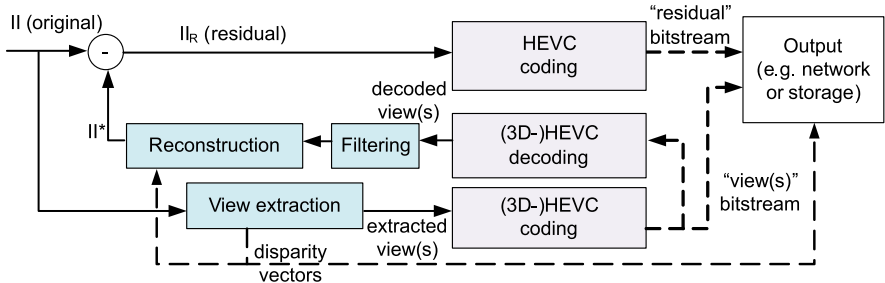 II (original)
-
IIR (residual)
HEVC
coding
“residual”
bitstream
Output
(e.g. network
or storage)
decoded
view(s)
II*
Reconstruction
Filtering
(3D-)HEVC
decoding
“view(s)”
bitstream
View extraction
extracted
view(s)
(3D-)HEVC
coding
disparity
vectors